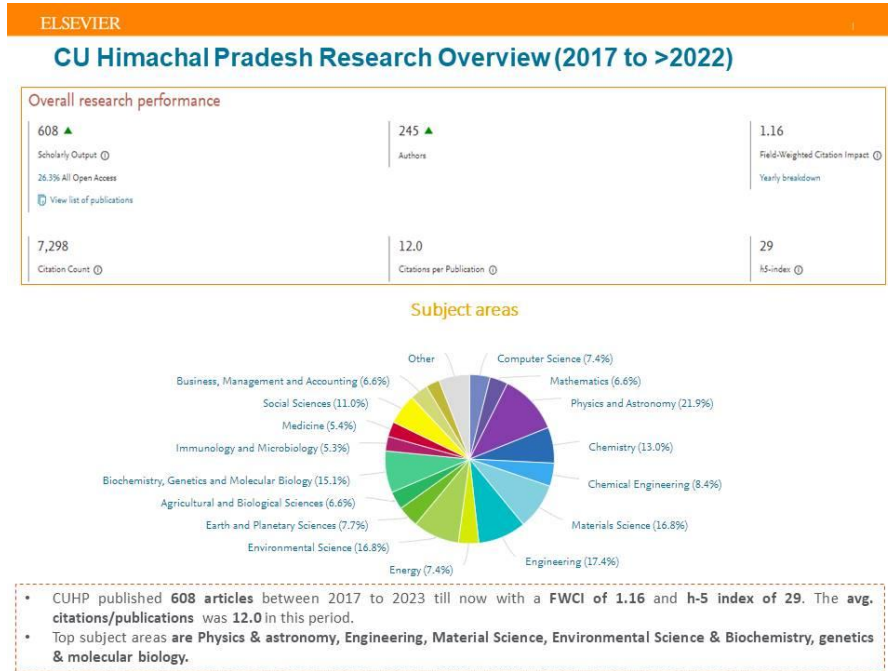 ELSEVIER
CU Himachal Pradesh Research Overview (2017 to >2022)
Overall research performance
608 ▲
Scholarly Output ⓘ
26.3% All Open Access
View list of publications
245 ▲
Authors
1.16
Field-Weighted Citation Impact ⓘ
Yearly breakdown
7,298
Citation Count ⓘ
12.0
Citations per Publication ⓘ
29
h5-index ⓘ
Subject areas
Other
Computer Science (7.4%)
Business, Management and Accounting (6.6%)
Mathematics (6.6%)
Social Sciences (11.0%)
Physics and Astronomy (21.9%)
Medicine (5.4%)
Immunology and Microbiology (5.3%)
Chemistry (13.0%)
Biochemistry, Genetics and Molecular Biology (15.1%)
Chemical Engineering (8.4%)
Agricultural and Biological Sciences (6.6%)
Earth and Planetary Sciences (7.7%)
Materials Science (16.8%)
Environmental Science (16.8%)
Engineering (17.4%)
Energy (7.4%)
• CUHP published 608 articles between 2017 to 2023 till now with a FWCI of 1.16 and h-5 index of 29. The avg.
citations/publications was 12.0 in this period.
• Top subject areas are Physics & astronomy, Engineering, Material Science, Environmental Science & Biochemistry, genetics
& molecular biology.